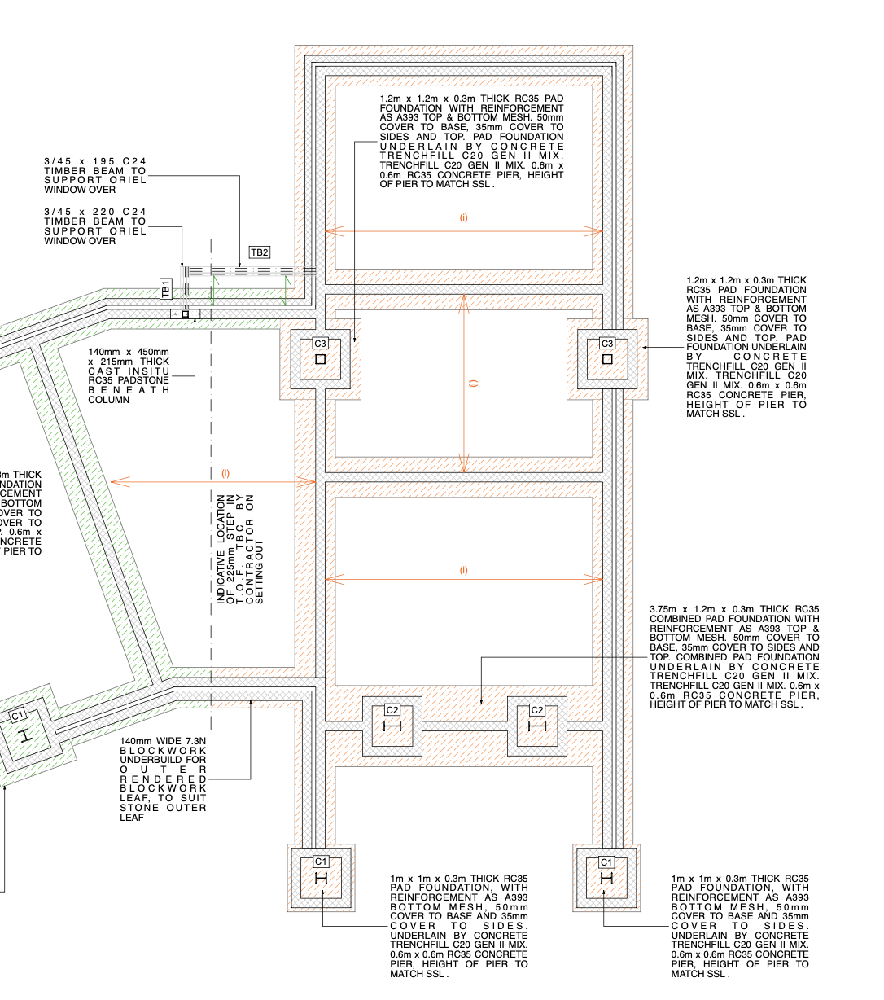 1.2m x 1.2m x 0.3m THICK RC35 PAD
FOUNDATION WITH REINFORCEMENT
AS A393 TOP & BOTTOM MESH. 50mm
COVER TO BASE, 35mm COVER TO
SIDES AND TOP. PAD FOUNDATION
UNDERLAIN BY CONCRETE
TRENCHFILL C20 GEN II MIX.
TRENCHFILL C20 GEN II MIX. 0.6m x
0.6m RC35 CONCRETE PIER, HEIGHT
OF PIER TO MATCH SSL .
3/45 x 195 C24
TIMBER BEAM TO
SUPPORT ORIEL
WINDOW OVER
3/45 x 220 C24
TIMBER BEAM TO
SUPPORT ORIEL
WINDOW OVER
(i)
TB2
TB1
1.2m x 1.2m x 0.3m THICK
RC35 PAD FOUNDATION
WITH REINFORCEMENT
AS A393 TOP & BOTTOM
MESH. 50mm COVER TO
BASE, 35mm COVER TO
SIDES AND TOP. PAD
FOUNDATION UNDERLAIN
BY CONCRETE
TRENCHFILL C20 GEN II
MIX. TRENCHFILL C20
GEN II MIX. 0.6m x 0.6m
RC35 CONCRETE PIER,
HEIGHT OF PIER TO
MATCH SSL .
C3
C3
140mm x 450mm
x 215mm THICK
CAST INSITU
RC35 PADSTONE
BENEATH
COLUMN
(i)
(i)
3m THICK
NDATION
CEMENT
BOTTOM
OVER TO
OVER TO
. 0.6m x
NCRETE
PIER TO
INDICATIVE LOCATION
OF 225mm STEP IN
T.O.F. TBC BY
CONTRACTOR ON
SETTING OUT
(i)
3.75m x 1.2m x 0.3m THICK RC35
COMBINED PAD FOUNDATION WITH
REINFORCEMENT AS A393 TOP &
BOTTOM MESH. 50mm COVER TO
BASE, 35mm COVER TO SIDES AND
TOP. COMBINED PAD FOUNDATION
UNDERLAIN BY CONCRETE
TRENCHFILL C20 GEN II MIX.
TRENCHFILL C20 GEN II MIX. 0.6m x
0.6m RC35 CONCRETE PIER,
HEIGHT OF PIER TO MATCH SSL .
C2
C2
C1
140mm WIDE 7.3N
BLOCKWORK
UNDERBUILD FOR
OUTER
RENDERED
BLOCKWORK
LEAF, TO SUIT
STONE OUTER
LEAF
C1
C1
1m x 1m x 0.3m THICK RC35
PAD FOUNDATION, WITH
REINFORCEMENT AS A393
BOTTOM MESH, 50mm
COVER TO BASE AND 35mm
COVER TO SIDES.
UNDERLAIN BY CONCRETE
TRENCHFILL C20 GEN II MIX.
0.6m x 0.6m RC35 CONCRETE
PIER, HEIGHT OF PIER TO
MATCH SSL .
1m x 1m x 0.3m THICK RC35
PAD FOUNDATION, WITH
REINFORCEMENT AS A393
BOTTOM MESH, 50mm
COVER TO BASE AND 35mm
COVER TO SIDES.
UNDERLAIN BY CONCRETE
TRENCHFILL C20 GEN II MIX.
0.6m x 0.6m RC35 CONCRETE
PIER, HEIGHT OF PIER TO
MATCH SSL .